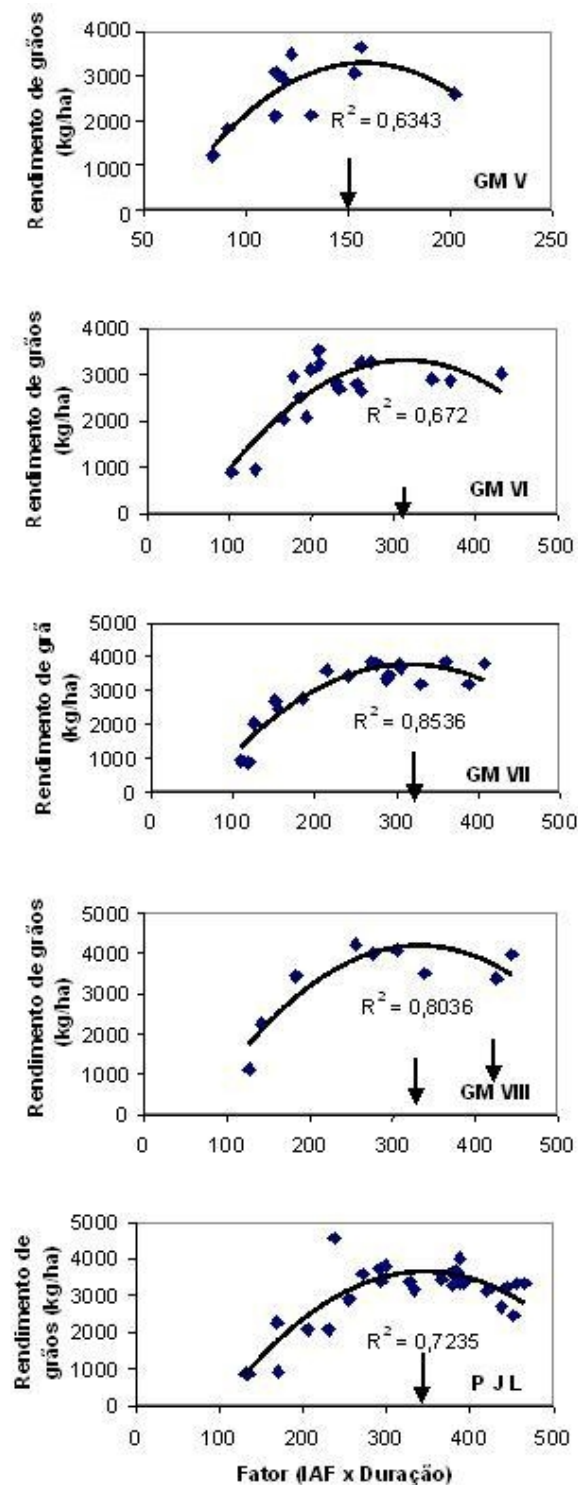 Rendimento de grãos
(kg/ha)
4000
3000
2000
1000
0
R² = 0,6343
GM V
50 100 150 200 250
Rendimento de grãos
(kg/ha)
4000
3000
2000
1000
0
R² = 0,672
GM VI
0 100 200 300 400 500
Rendimento de grã
(kg/ha)
5000
4000
3000
2000
1000
0
R² = 0,8536
GM VII
0 100 200 300 400 500
Rendimento de grãos
(kg/ha)
5000
4000
3000
2000
1000
0
R² = 0,8036
GM VIII
0 100 200 300 400 500
Rendimento de
grãos (kg/ha)
5000
4000
3000
2000
1000
0
R² = 0,7235
P J L
0 100 200 300 400 500
Fator (IAF x Duração)